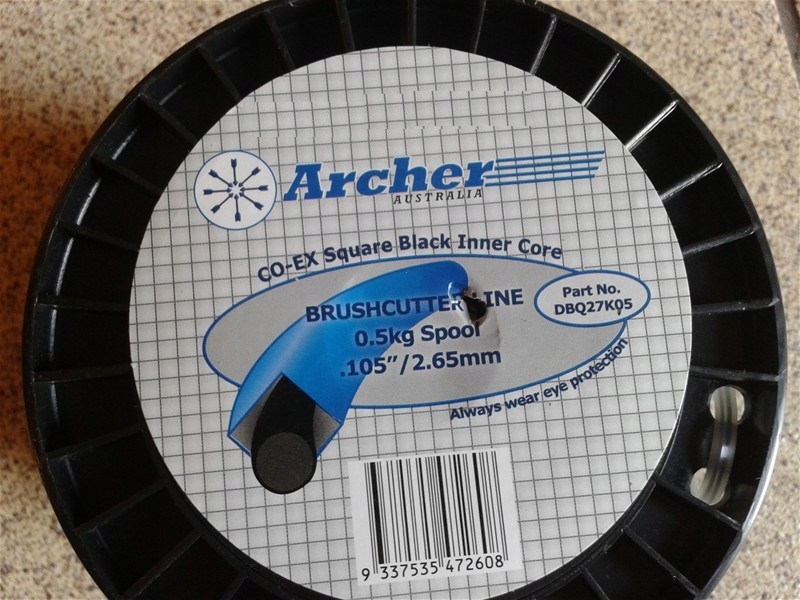 Archer
AUSTRALIA
CO-EX Square Black Inner Core
BRUSHCUTTER LINE
0.5kg Spool
.105"/2.65mm
Part No.
DBQ27K05
Always wear eye protection
9 337535 472608